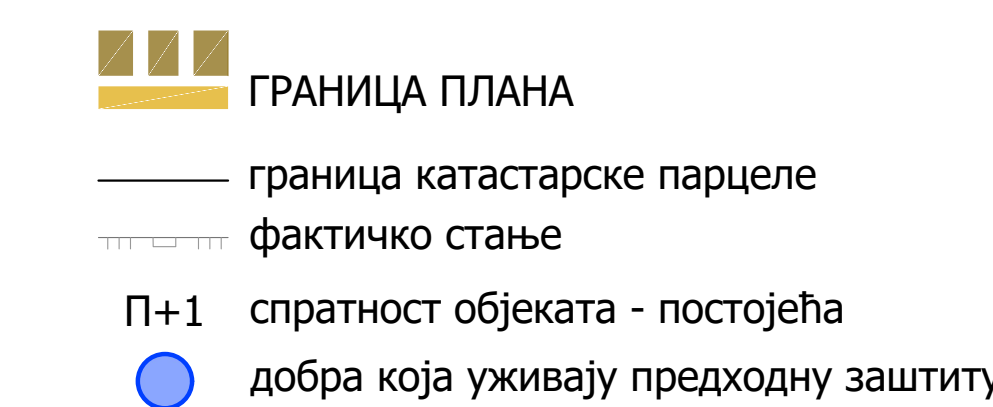 ГРАНИЦА ПЛАНА
граница катастарске парцеле
фактичко стање
П+1 спратност објеката - постојећа
добра која уживају предходну заштиту